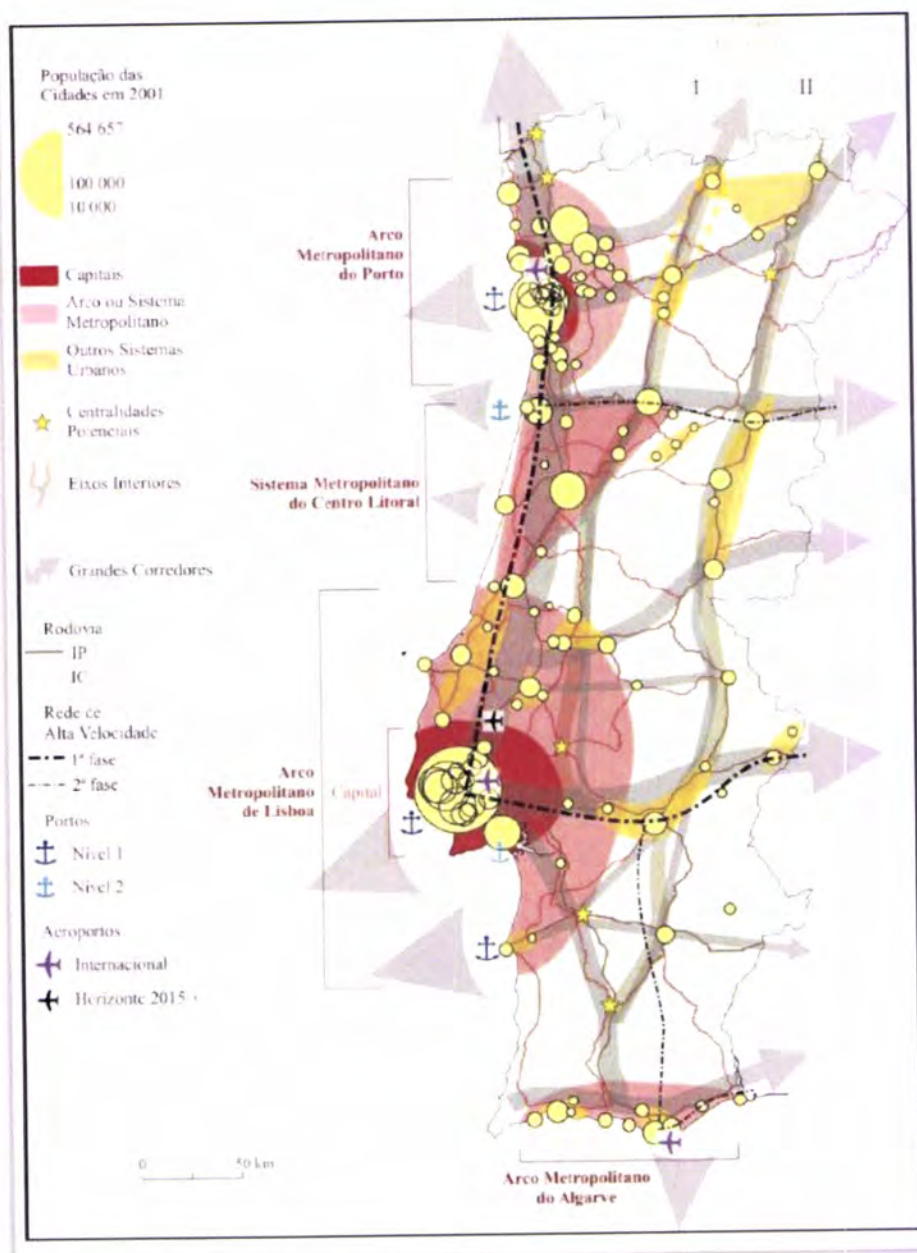 População das
Cidades em 2001
564 657
100 000
10 000
Capitais
Arco ou Sistema
Metropolitano
Outros Sistemas
Urbanos
Centralidades
Potenciais
Eixos Interiores
Grandes Corredores
Rodovia
IP
IC
Rede de
Alta Velocidade
1ª fase
2ª fase
Portos
Nível 1
Nível 2
Aeroportos
Internacional
Horizonte 2015
0 50 km
I II
Arco
Metropolitano
do Porto
Sistema Metropolitano
do Centro Litoral
Arco
Metropolitano
de Lisboa
Capital
Arco Metropolitano
do Algarve